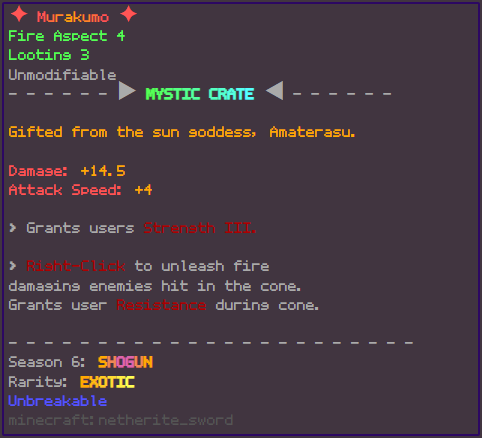 ✦ Murakumo ✦
Fire Aspect 4
Looting 3
Unmodifiable
- - - - - - ▶ MYSTIC CRATE ◀ - - - - - -
Gifted from the sun goddess, Amaterasu.
Damage: +14.5
Attack Speed: +4
> Grants users Strength III.
> Right-Click to unleash fire
damaging enemies hit in the cone.
Grants user Resistance during cone.
- - - - - - - - - - - - - - - - - - - - - - -
Season 6: SHOGUN
Rarity: EXOTIC
Unbreakable
minecraft:netherite_sword